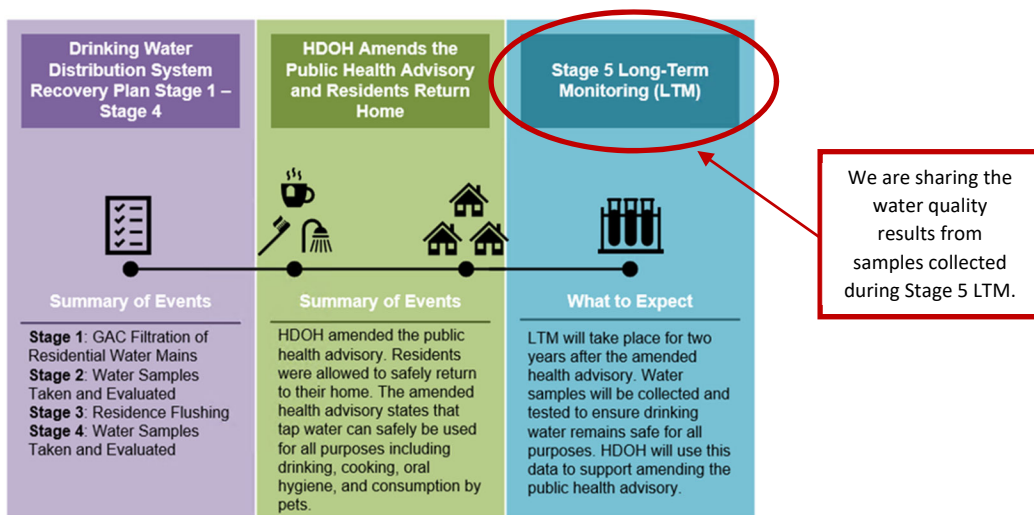 Drinking Water
Distribution System
Recovery Plan Stage 1 –
Stage 4
Summary of Events
Stage 1: GAC Filtration of
Residential Water Mains
Stage 2: Water Samples
Taken and Evaluated
Stage 3: Residence Flushing
Stage 4: Water Samples
Taken and Evaluated
HDOH Amends the
Public Health Advisory
and Residents Return
Home
Summary of Events
HDOH amended the public
health advisory. Residents
were allowed to safely return
to their home. The amended
health advisory states that
tap water can safely be used
for all purposes including
drinking, cooking, oral
hygiene, and consumption by
pets.
Stage 5 Long-Term
Monitoring (LTM)
What to Expect
LTM will take place for two
years after the amended
health advisory. Water
samples will be collected and
tested to ensure drinking
water remains safe for all
purposes. HDOH will use this
data to support amending the
public health advisory.
We are sharing the
water quality
results from
samples collected
during Stage 5 LTM.